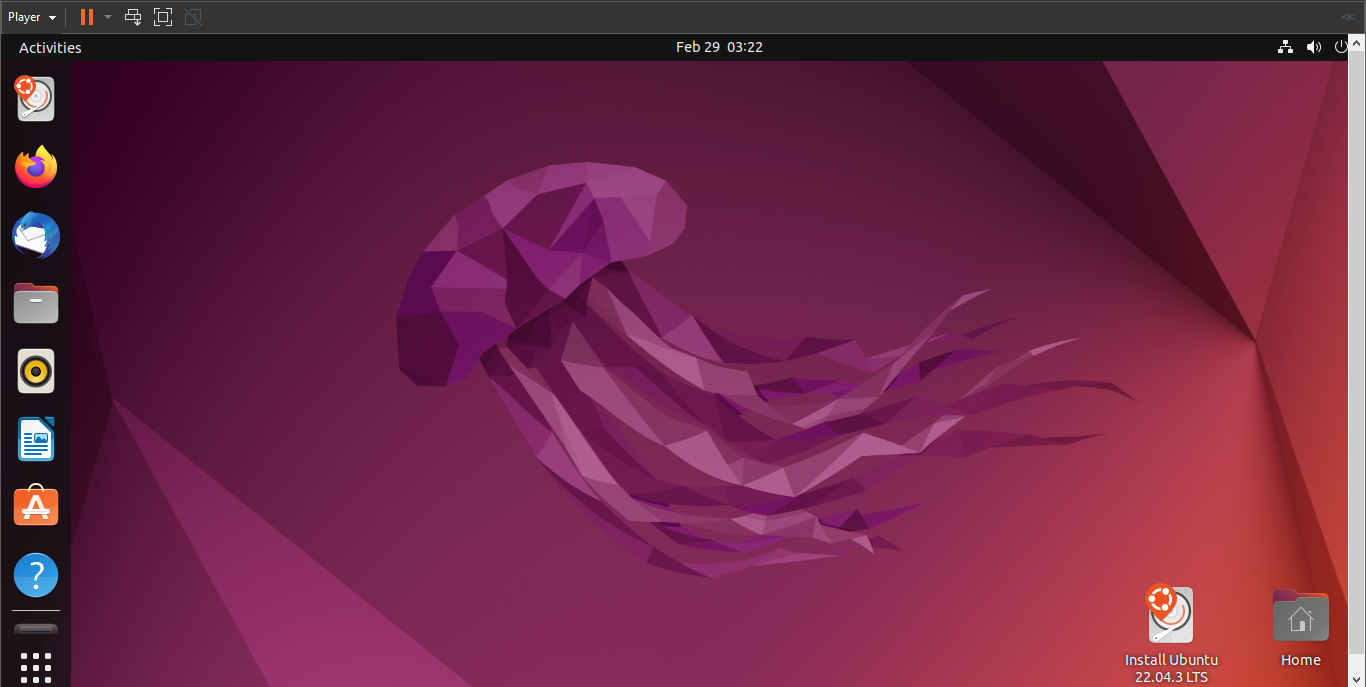 Player
Activities
Feb 29 03:22
Install Ubuntu
22.04.3 LTS
Home